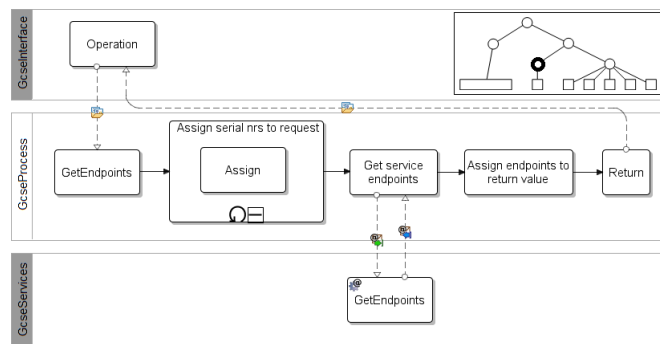 GcseInterface
Operation
GcseProcess
GetEndpoints
Assign serial nrs to request
Assign
Get service
endpoints
Assign endpoints to
return value
Return
GcseServices
GetEndpoints